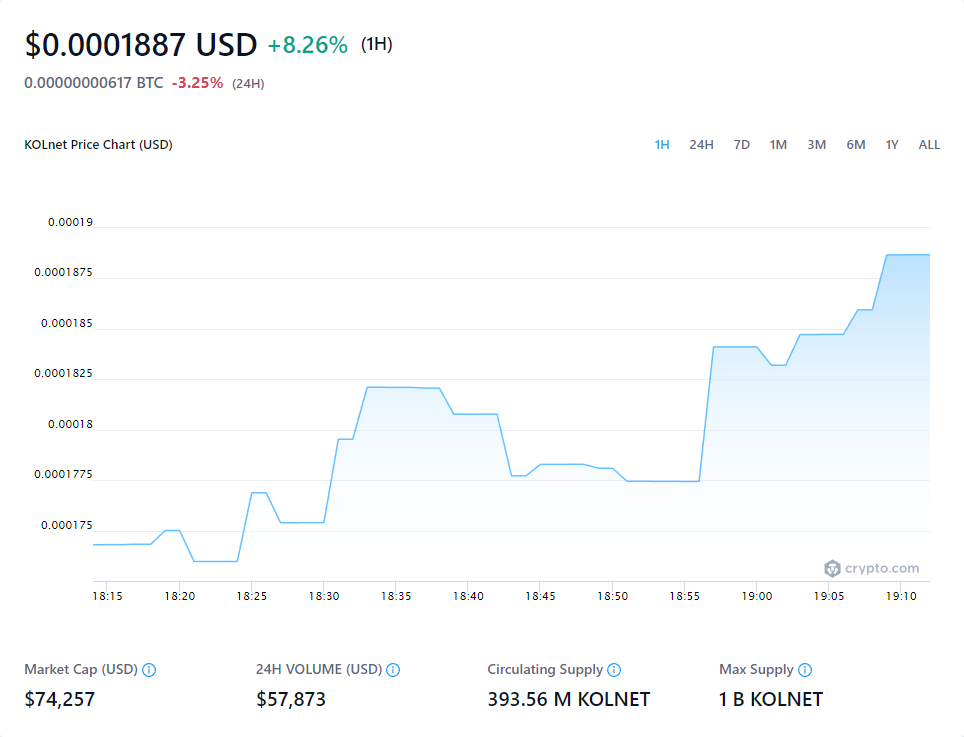 $0.0001887 USD +8.26% (1H)
0.00000000617 BTC -3.25% (24H)
KOLnet Price Chart (USD)
1H 24H 7D 1M 3M 6M 1Y ALL
0.00019
0.0001875
0.000185
0.0001825
0.00018
0.0001775
0.000175
crypto.com
18:15 18:20 18:25 18:30 18:35 18:40 18:45 18:50 18:55 19:00 19:05 19:10
Market Cap (USD) 24H VOLUME (USD) Circulating Supply Max Supply
$74,257 $57,873 393.56 M KOLNET 1 B KOLNET